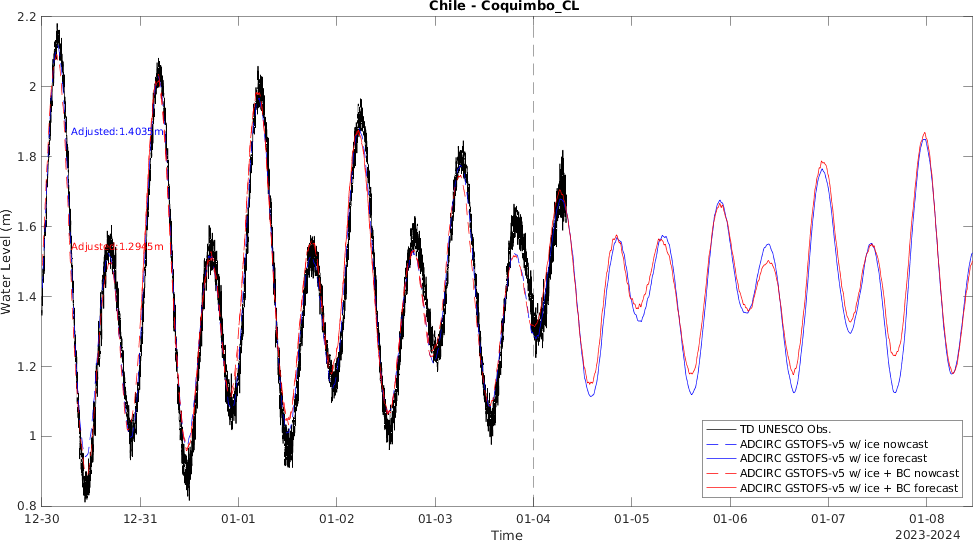 Chile - Coquimbo_CL
2.2
2
1.8
1.6
1.4
1.2
1
0.8
Water Level (m)
Adjusted:1.4035m
Adjusted:1.2945m
TD UNESCO Obs.
ADCIRC GSTOFS-v5 w/ ice nowcast
ADCIRC GSTOFS-v5 w/ ice forecast
ADCIRC GSTOFS-v5 w/ ice + BC nowcast
ADCIRC GSTOFS-v5 w/ ice + BC forecast
12-30 12-31 01-01 01-02 01-03 01-04 01-05 01-06 01-07 01-08
Time
2023-2024